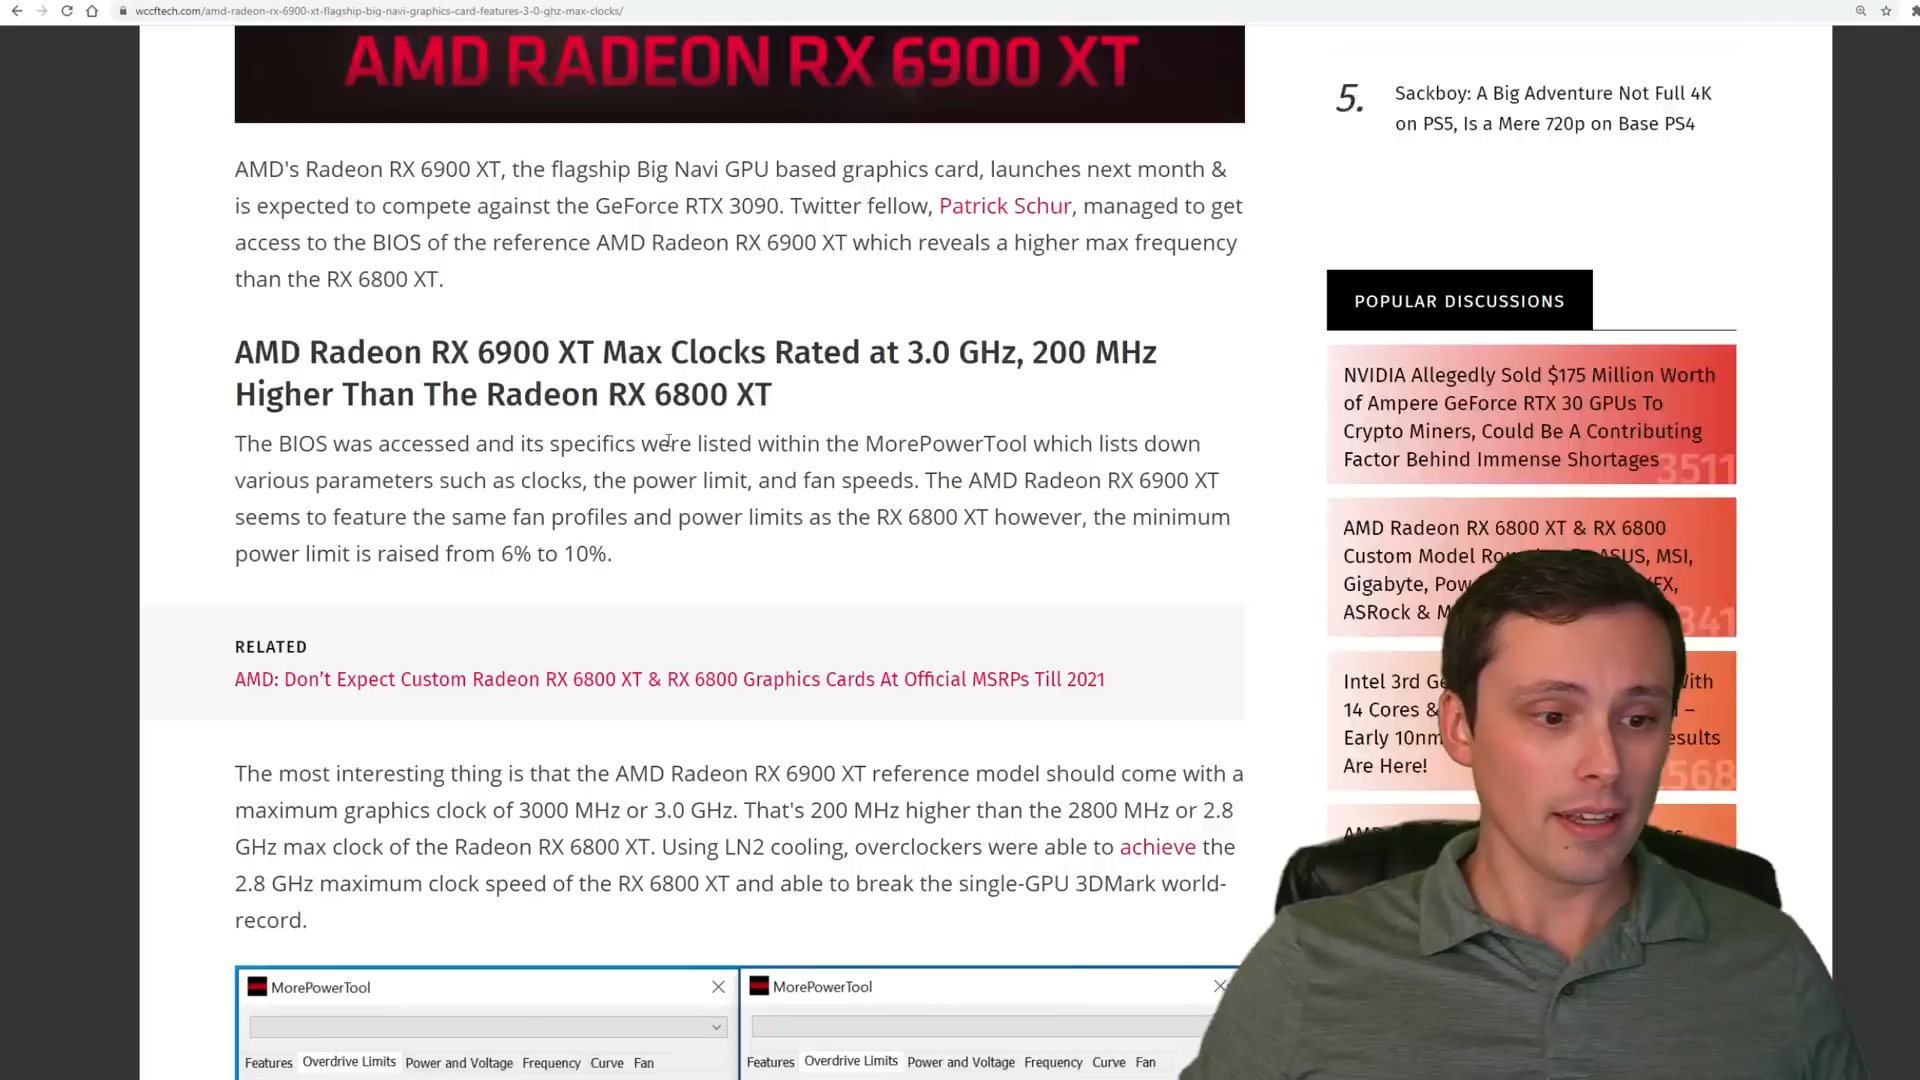 wccftech.com/amd-radeon-rx-6900-xt-flagship-big-navi-graphics-card-features-3-0-ghz-max-clocks/
AMD RADEON RX 6900 XT
AMD's Radeon RX 6900 XT, the flagship Big Navi GPU based graphics card, launches next month &
is expected to compete against the GeForce RTX 3090. Twitter fellow, Patrick Schur, managed to get
access to the BIOS of the reference AMD Radeon RX 6900 XT which reveals a higher max frequency
than the RX 6800 XT.
AMD Radeon RX 6900 XT Max Clocks Rated at 3.0 GHz, 200 MHz
Higher Than The Radeon RX 6800 XT
The BIOS was accessed and its specifics were listed within the MorePowerTool which lists down
various parameters such as clocks, the power limit, and fan speeds. The AMD Radeon RX 6900 XT
seems to feature the same fan profiles and power limits as the RX 6800 XT however, the minimum
power limit is raised from 6% to 10%.
RELATED
AMD: Don’t Expect Custom Radeon RX 6800 XT & RX 6800 Graphics Cards At Official MSRPs Till 2021
The most interesting thing is that the AMD Radeon RX 6900 XT reference model should come with a
maximum graphics clock of 3000 MHz or 3.0 GHz. That's 200 MHz higher than the 2800 MHz or 2.8
GHz max clock of the Radeon RX 6800 XT. Using LN2 cooling, overclockers were able to achieve the
2.8 GHz maximum clock speed of the RX 6800 XT and able to break the single-GPU 3DMark world-
record.
MorePowerTool
Features Overdrive Limits Power and Voltage Frequency Curve Fan
MorePowerTool
Features Overdrive Limits Power and Voltage Frequency Curve Fan
5.
Sackboy: A Big Adventure Not Full 4K
on PS5, Is a Mere 720p on Base PS4
POPULAR DISCUSSIONS
NVIDIA Allegedly Sold $175 Million Worth
of Ampere GeForce RTX 30 GPUs To
Crypto Miners, Could Be A Contributing
Factor Behind Immense Shortages
3511
AMD Radeon RX 6800 XT & RX 6800
Custom Model ASUS, MSI,
Gigabyte,
ASRock &
341
Intel 3rd With
14 Cores & –
Early
Are Here!
568